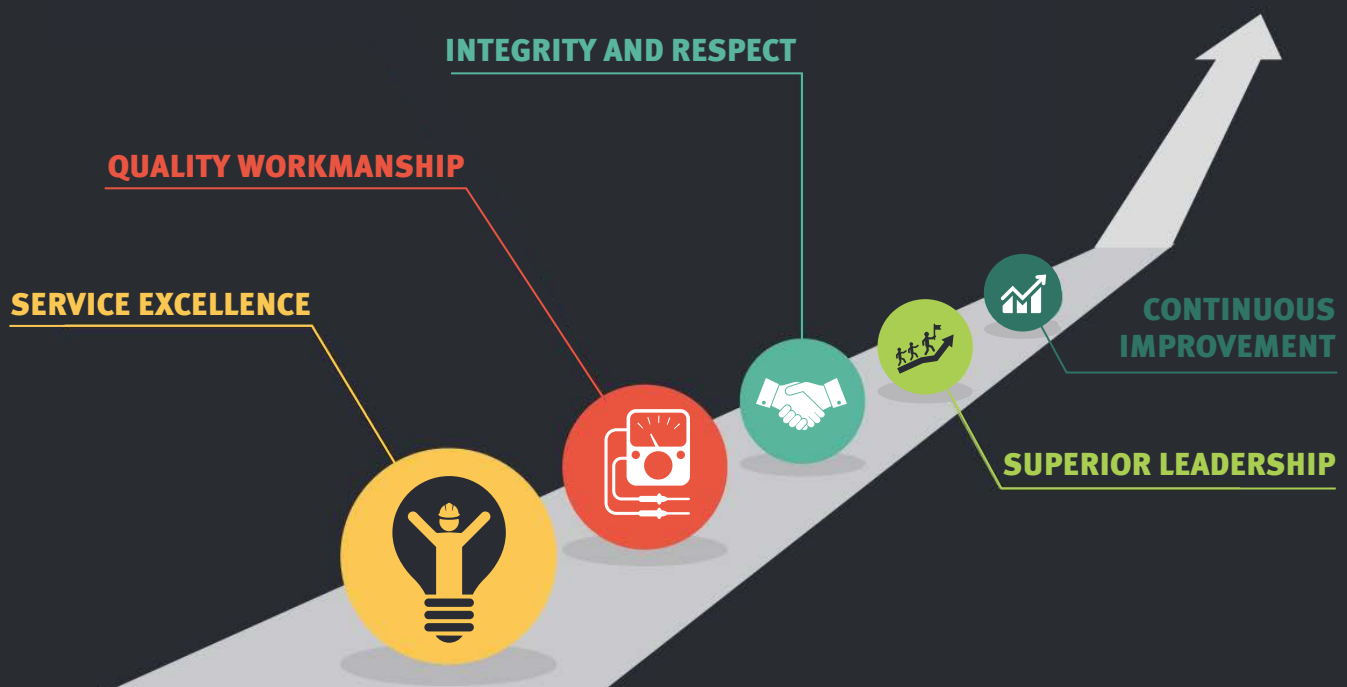 INTEGRITY AND RESPECT
QUALITY WORKMANSHIP
SERVICE EXCELLENCE
CONTINUOUS
IMPROVEMENT
SUPERIOR LEADERSHIP